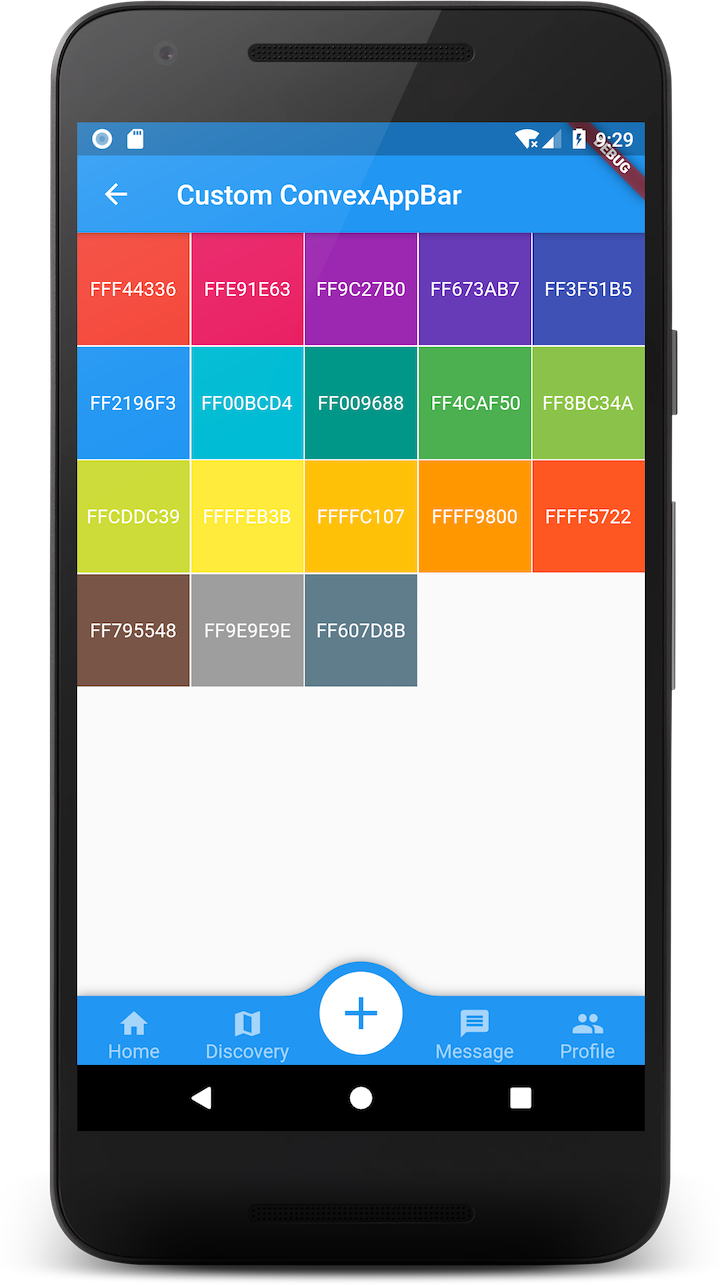 9:29
DEBUG
Custom ConvexAppBar
FFF44336 FFE91E63 FF9C27B0 FF673AB7 FF3F51B5
FF2196F3 FF00BCD4 FF009688 FF4CAF50 FF8BC34A
FFCDDC39 FFFFEB3B FFFFC107 FFFF9800 FFFF5722
FF795548 FF9E9E9E FF607D8B
Home Discovery Message Profile